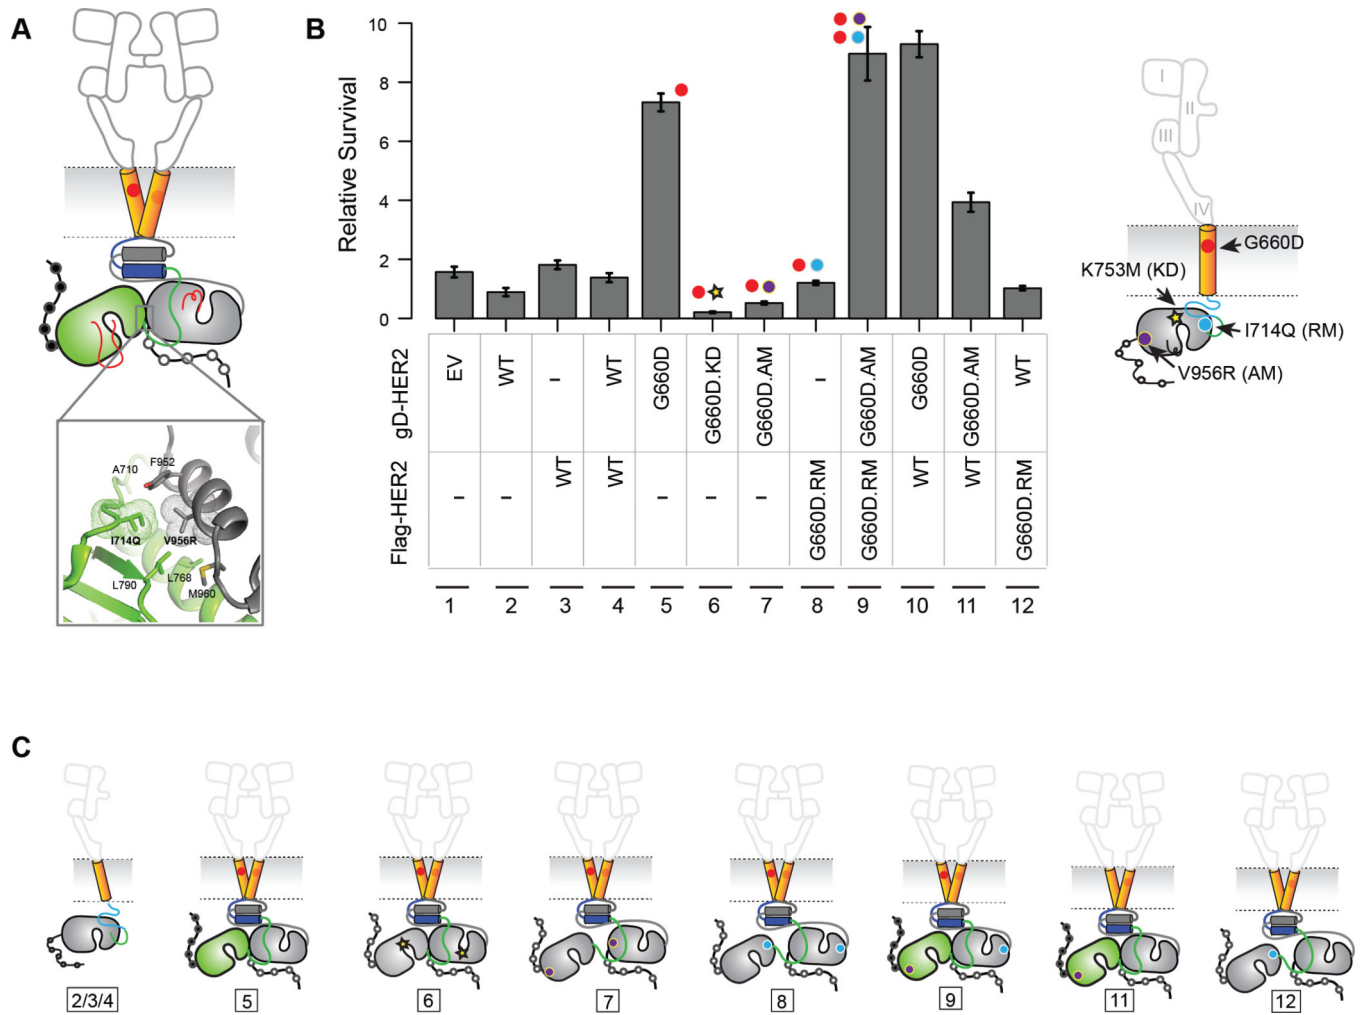 A
B
10
8
6
4
2
0
Relative Survival
I
II
III
IV
G660D
K753M (KD)
I714Q (RM)
V956R (AM)
A710
F952
I714Q
V956R
L790
L768
M960
gD-HER2
EV
WT
–
WT
G660D
G660D.KD
G660D.AM
–
G660D.AM
G660D
G660D.AM
WT
Flag-HER2
–
–
WT
WT
–
–
–
G660D.RM
G660D.RM
WT
WT
G660D.RM
1 2 3 4 5 6 7 8 9 10 11 12
C
2/3/4 5 6 7 8 9 11 12